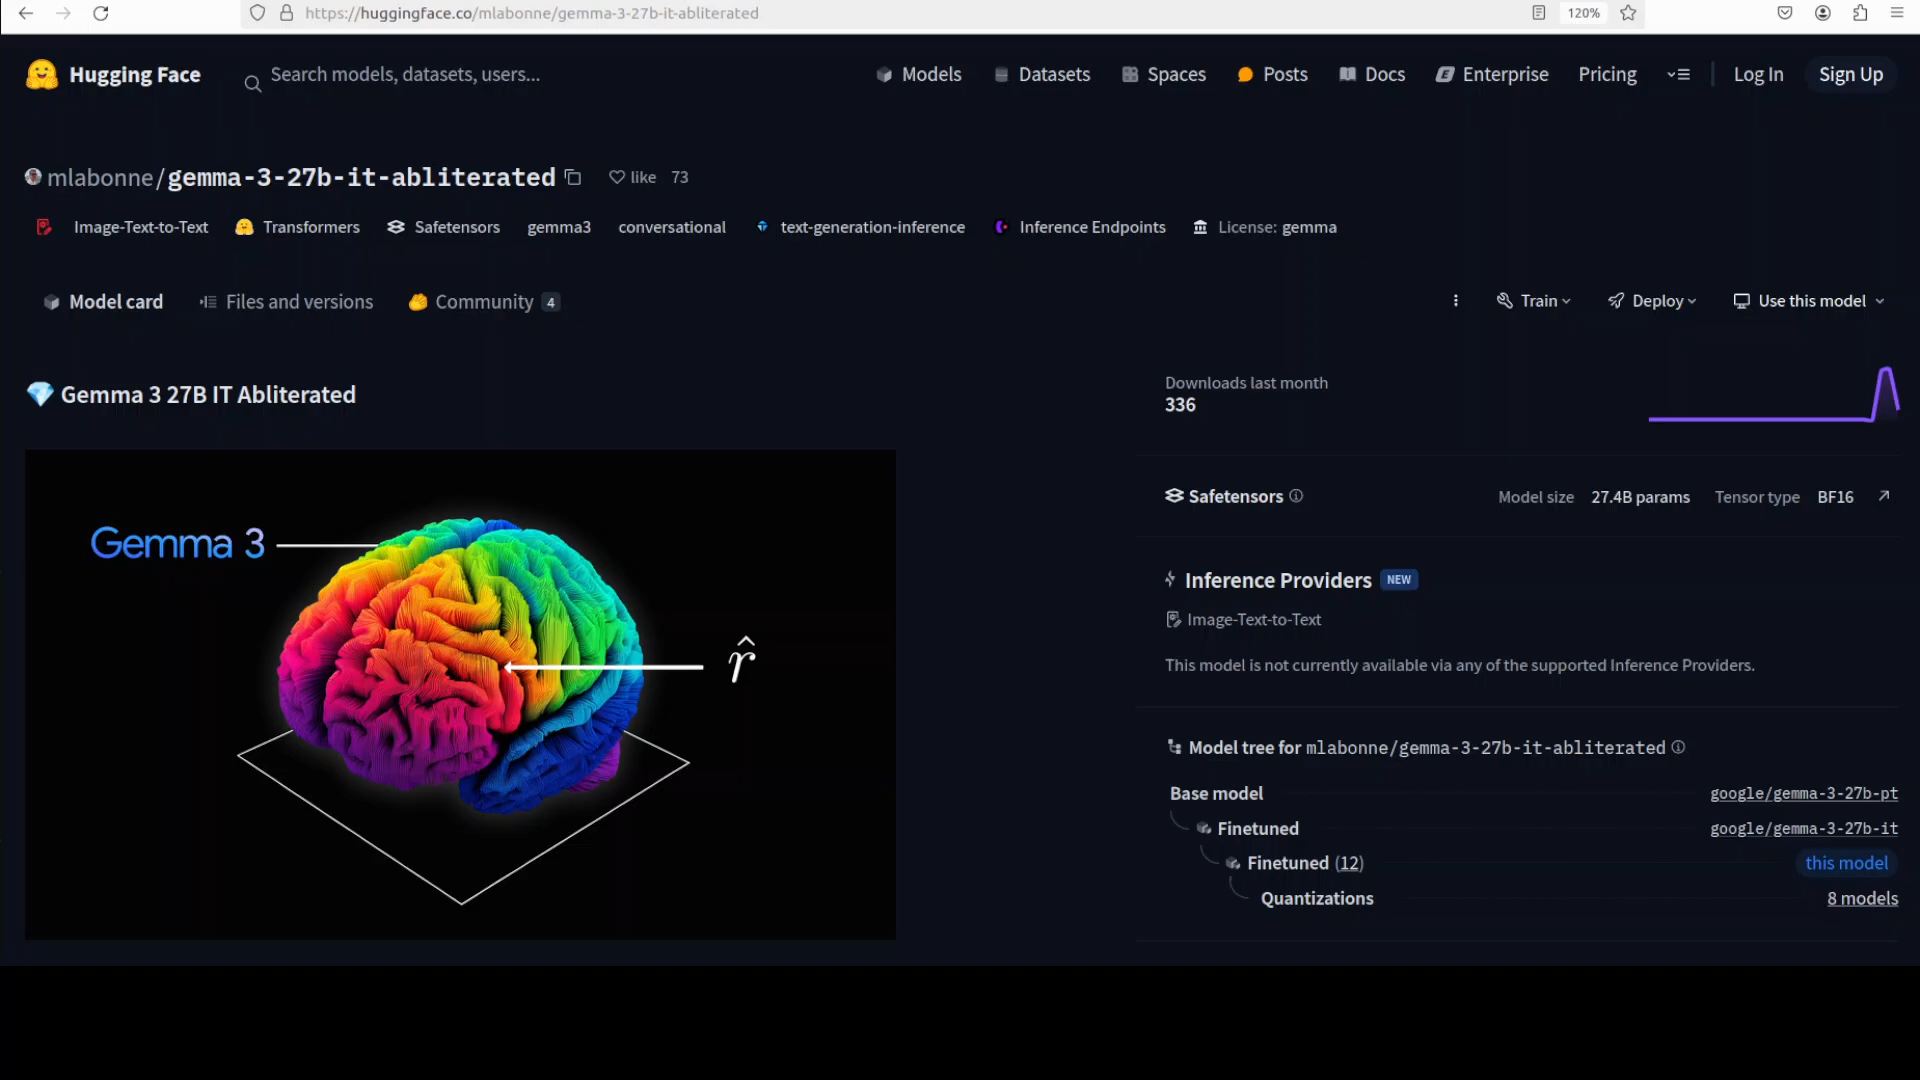 https://huggingface.co/mlabonne/gemma-3-27b-it-abliterated
120%
Hugging Face
Search models, datasets, users...
Models
Datasets
Spaces
Posts
Docs
Enterprise
Pricing
Log In
Sign Up
mlabonne/gemma-3-27b-it-abliterated
like 73
Image-Text-to-Text
Transformers
Safetensors
gemma3
conversational
text-generation-inference
Inference Endpoints
License: gemma
Model card
Files and versions
Community 4
Train
Deploy
Use this model
Gemma 3 27B IT Abliterated
Gemma 3
r̂
Downloads last month
336
Safetensors
Model size 27.4B params
Tensor type BF16
Inference Providers NEW
Image-Text-to-Text
This model is not currently available via any of the supported Inference Providers.
Model tree for mlabonne/gemma-3-27b-it-abliterated
Base model google/gemma-3-27b-pt
Finetuned google/gemma-3-27b-it
Finetuned (12) this model
Quantizations 8 models